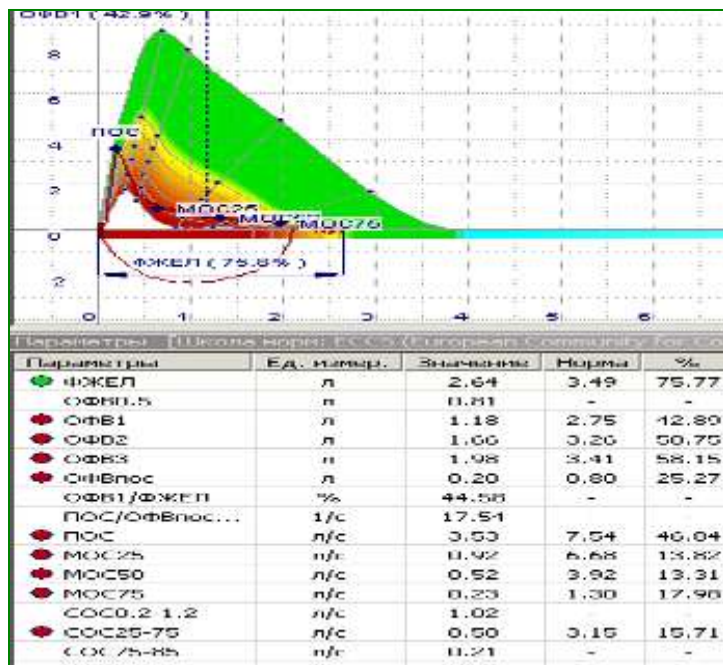 ОФВ1 ( 42.9% )
8
6
4
ПОС
2
МОС25
МОС75
0
ФЖЕЛ ( 75.8% )
2
0 1 2 3 4 5 6
Параметры [Школа норм: ECCS (European Community for Co
Параметры Ед. измер. Значение Норма %
ФЖЕЛ л 2.64 3.49 75.77
ОФВ0.5 л 0.81 - -
ОФВ1 л 1.18 2.75 42.89
ОФВ2 л 1.66 3.26 50.75
ОФВ3 л 1.98 3.41 58.15
ОФВпос л 0.20 0.80 25.27
ОФВ1/ФЖЕЛ % 44.58 - -
ПОС/ОФВпос... 1/с 17.54 - -
ПОС л/с 3.53 7.54 46.84
МОС25 л/с 0.92 6.68 13.82
МОС50 л/с 0.52 3.92 13.31
МОС75 л/с 0.23 1.30 17.98
СОС0.2-1.2 л/с 1.02 - -
СОС25-75 л/с 0.50 3.15 15.71
СОС75-85 л/с 0.21 - -